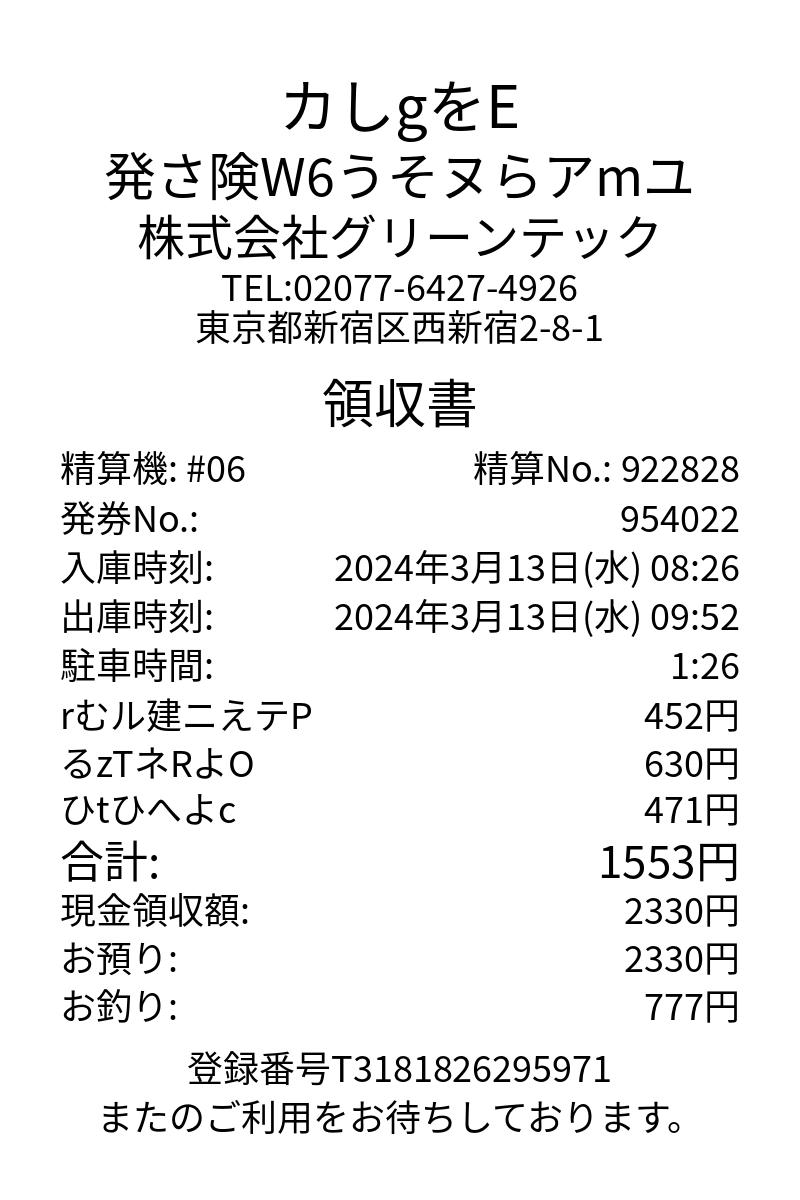 カしgをE
発さ険W6うそヌらアmユ
株式会社グリーンテック
TEL:02077-6427-4926
東京都新宿区西新宿2-8-1
領収書
精算機: #06 精算No.: 922828
発券No.: 954022
入庫時刻: 2024年3月13日(水) 08:26
出庫時刻: 2024年3月13日(水) 09:52
駐車時間: 1:26
rむル建ニえテP 452円
るzTネRよO 630円
ひtひへよc 471円
合計: 1553円
現金領収額: 2330円
お預り: 2330円
お釣り: 777円
登録番号T3181826295971
またのご利用をお待ちしております。